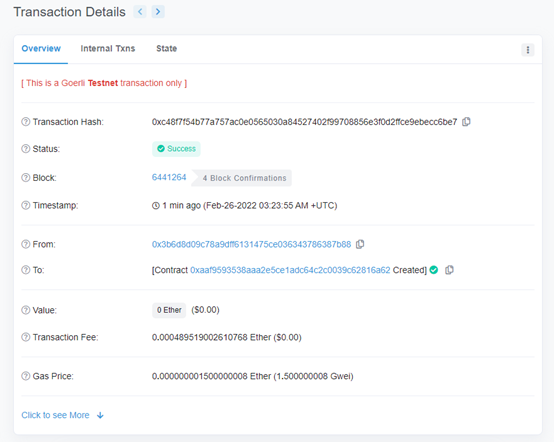 Transaction Details
Overview Internal Txns State
[ This is a Goerli Testnet transaction only ]
Transaction Hash: 0xc48f7f54b77a757ac0e0565030a84527402f99708856e3f0d2ffce9ebecc6be7
Status: Success
Block: 6441264 4 Block Confirmations
Timestamp: 1 min ago (Feb-26-2022 03:23:55 AM +UTC)
From: 0x3b6d8d09c78a9dff6131475ce036343786387b88
To: [Contract 0xaaf9593538aaa2e5ce1adc64c2c0039c62816a62 Created]
Value: 0 Ether ($0.00)
Transaction Fee: 0.000489519002610768 Ether ($0.00)
Gas Price: 0.000000001500000008 Ether (1.500000008 Gwei)
Click to see More